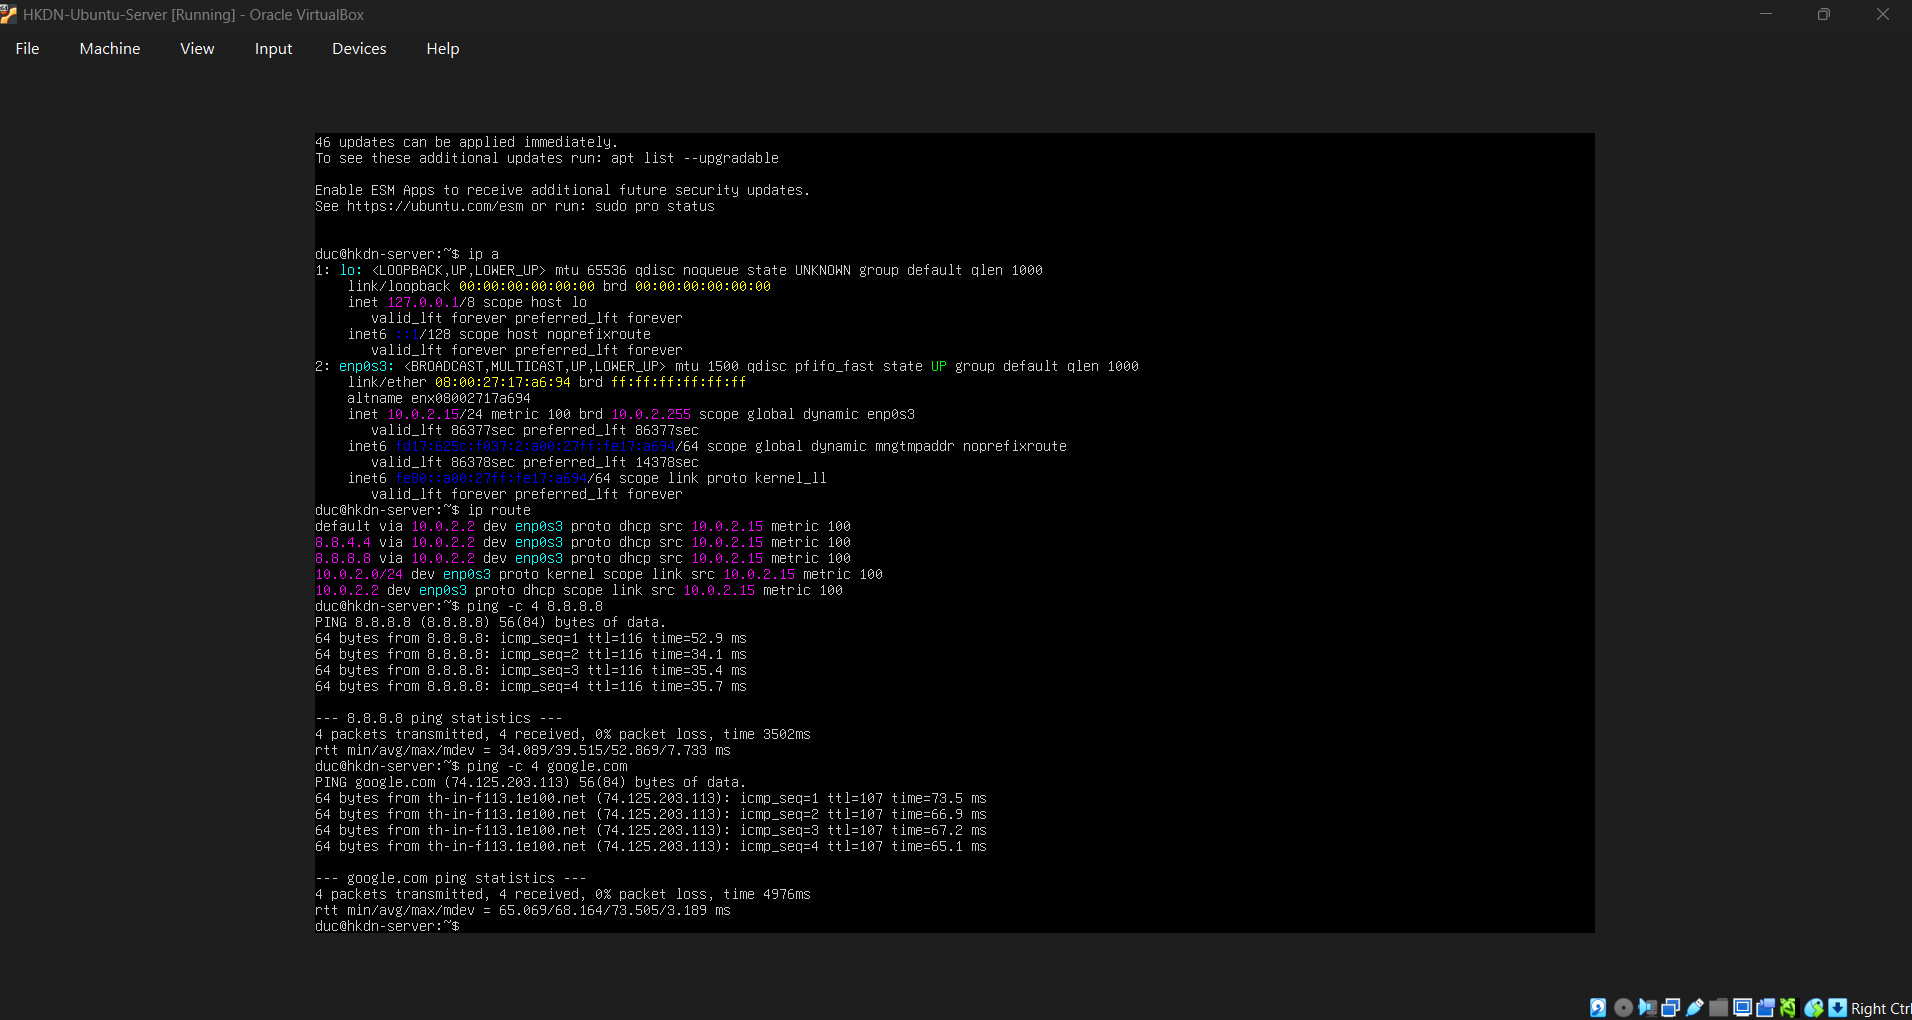 HKDN-Ubuntu-Server [Running] - Oracle VirtualBox
File Machine View Input Devices Help
46 updates can be applied immediately.
To see these additional updates run: apt list --upgradable
Enable ESM Apps to receive additional future security updates.
See https://ubuntu.com/esm or run: sudo pro status
duc@hkdn-server:~$ ip a
1: lo: <LOOPBACK,UP,LOWER_UP> mtu 65536 qdisc noqueue state UNKNOWN group default qlen 1000
link/loopback 00:00:00:00:00:00 brd 00:00:00:00:00:00
inet 127.0.0.1/8 scope host lo
valid_lft forever preferred_lft forever
inet6 ::1/128 scope host noprefixroute
valid_lft forever preferred_lft forever
2: enp0s3: <BROADCAST,MULTICAST,UP,LOWER_UP> mtu 1500 qdisc pfifo_fast state UP group default qlen 1000
link/ether 08:00:27:17:a6:94 brd ff:ff:ff:ff:ff:ff
altname enx08002717a694
inet 10.0.2.15/24 metric 100 brd 10.0.2.255 scope global dynamic enp0s3
valid_lft 86377sec preferred_lft 86377sec
inet6 fd17:625c:f037:2:a00:27ff:fe17:a694/64 scope global dynamic mngtmpaddr noprefixroute
valid_lft 86378sec preferred_lft 14378sec
inet6 fe80::a00:27ff:fe17:a694/64 scope link proto kernel_ll
valid_lft forever preferred_lft forever
duc@hkdn-server:~$ ip route
default via 10.0.2.2 dev enp0s3 proto dhcp src 10.0.2.15 metric 100
8.8.4.4 via 10.0.2.2 dev enp0s3 proto dhcp src 10.0.2.15 metric 100
8.8.8.8 via 10.0.2.2 dev enp0s3 proto dhcp src 10.0.2.15 metric 100
10.0.2.0/24 dev enp0s3 proto kernel scope link src 10.0.2.15 metric 100
10.0.2.2 dev enp0s3 proto dhcp scope link src 10.0.2.15 metric 100
duc@hkdn-server:~$ ping -c 4 8.8.8.8
PING 8.8.8.8 (8.8.8.8) 56(84) bytes of data.
64 bytes from 8.8.8.8: icmp_seq=1 ttl=116 time=52.9 ms
64 bytes from 8.8.8.8: icmp_seq=2 ttl=116 time=34.1 ms
64 bytes from 8.8.8.8: icmp_seq=3 ttl=116 time=35.4 ms
64 bytes from 8.8.8.8: icmp_seq=4 ttl=116 time=35.7 ms
--- 8.8.8.8 ping statistics ---
4 packets transmitted, 4 received, 0% packet loss, time 3502ms
rtt min/avg/max/mdev = 34.089/39.515/52.869/7.733 ms
duc@hkdn-server:~$ ping -c 4 google.com
PING google.com (74.125.203.113) 56(84) bytes of data.
64 bytes from th-in-f113.1e100.net (74.125.203.113): icmp_seq=1 ttl=107 time=73.5 ms
64 bytes from th-in-f113.1e100.net (74.125.203.113): icmp_seq=2 ttl=107 time=66.9 ms
64 bytes from th-in-f113.1e100.net (74.125.203.113): icmp_seq=3 ttl=107 time=67.2 ms
64 bytes from th-in-f113.1e100.net (74.125.203.113): icmp_seq=4 ttl=107 time=65.1 ms
--- google.com ping statistics ---
4 packets transmitted, 4 received, 0% packet loss, time 4976ms
rtt min/avg/max/mdev = 65.069/68.164/73.505/3.189 ms
duc@hkdn-server:~$
Right Ctrl